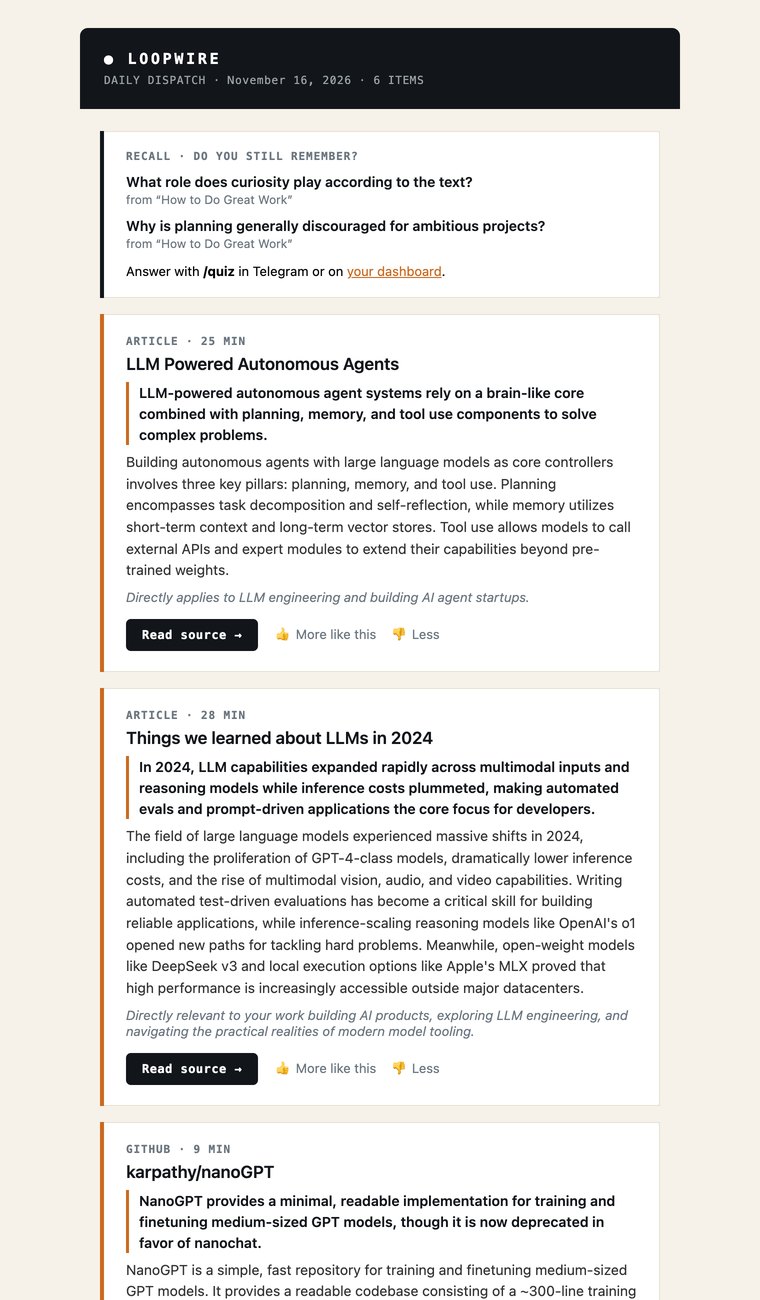 ● LOOPWIRE
DAILY DISPATCH · November 16, 2026 · 6 ITEMS
RECALL · DO YOU STILL REMEMBER?
What role does curiosity play according to the text?
from “How to Do Great Work”
Why is planning generally discouraged for ambitious projects?
from “How to Do Great Work”
Answer with /quiz in Telegram or on your dashboard.
ARTICLE · 25 MIN
LLM Powered Autonomous Agents
LLM-powered autonomous agent systems rely on a brain-like core
combined with planning, memory, and tool use components to solve
complex problems.
Building autonomous agents with large language models as core controllers
involves three key pillars: planning, memory, and tool use. Planning
encompasses task decomposition and self-reflection, while memory utilizes
short-term context and long-term vector stores. Tool use allows models to call
external APIs and expert modules to extend their capabilities beyond pre-
trained weights.
Directly applies to LLM engineering and building AI agent startups.
Read source → 👍 More like this 👎 Less
ARTICLE · 28 MIN
Things we learned about LLMs in 2024
In 2024, LLM capabilities expanded rapidly across multimodal inputs and
reasoning models while inference costs plummeted, making automated
evals and prompt-driven applications the core focus for developers.
The field of large language models experienced massive shifts in 2024,
including the proliferation of GPT-4-class models, dramatically lower inference
costs, and the rise of multimodal vision, audio, and video capabilities. Writing
automated test-driven evaluations has become a critical skill for building
reliable applications, while inference-scaling reasoning models like OpenAI's o1
opened new paths for tackling hard problems. Meanwhile, open-weight models
like DeepSeek v3 and local execution options like Apple's MLX proved that
high performance is increasingly accessible outside major datacenters.
Directly relevant to your work building AI products, exploring LLM engineering, and
navigating the practical realities of modern model tooling.
Read source → 👍 More like this 👎 Less
GITHUB · 9 MIN
karpathy/nanoGPT
NanoGPT provides a minimal, readable implementation for training and
finetuning medium-sized GPT models, though it is now deprecated in
favor of nanochat.
NanoGPT is a simple, fast repository for training and finetuning medium-sized
GPT models. It provides a readable codebase consisting of a ~300-line training